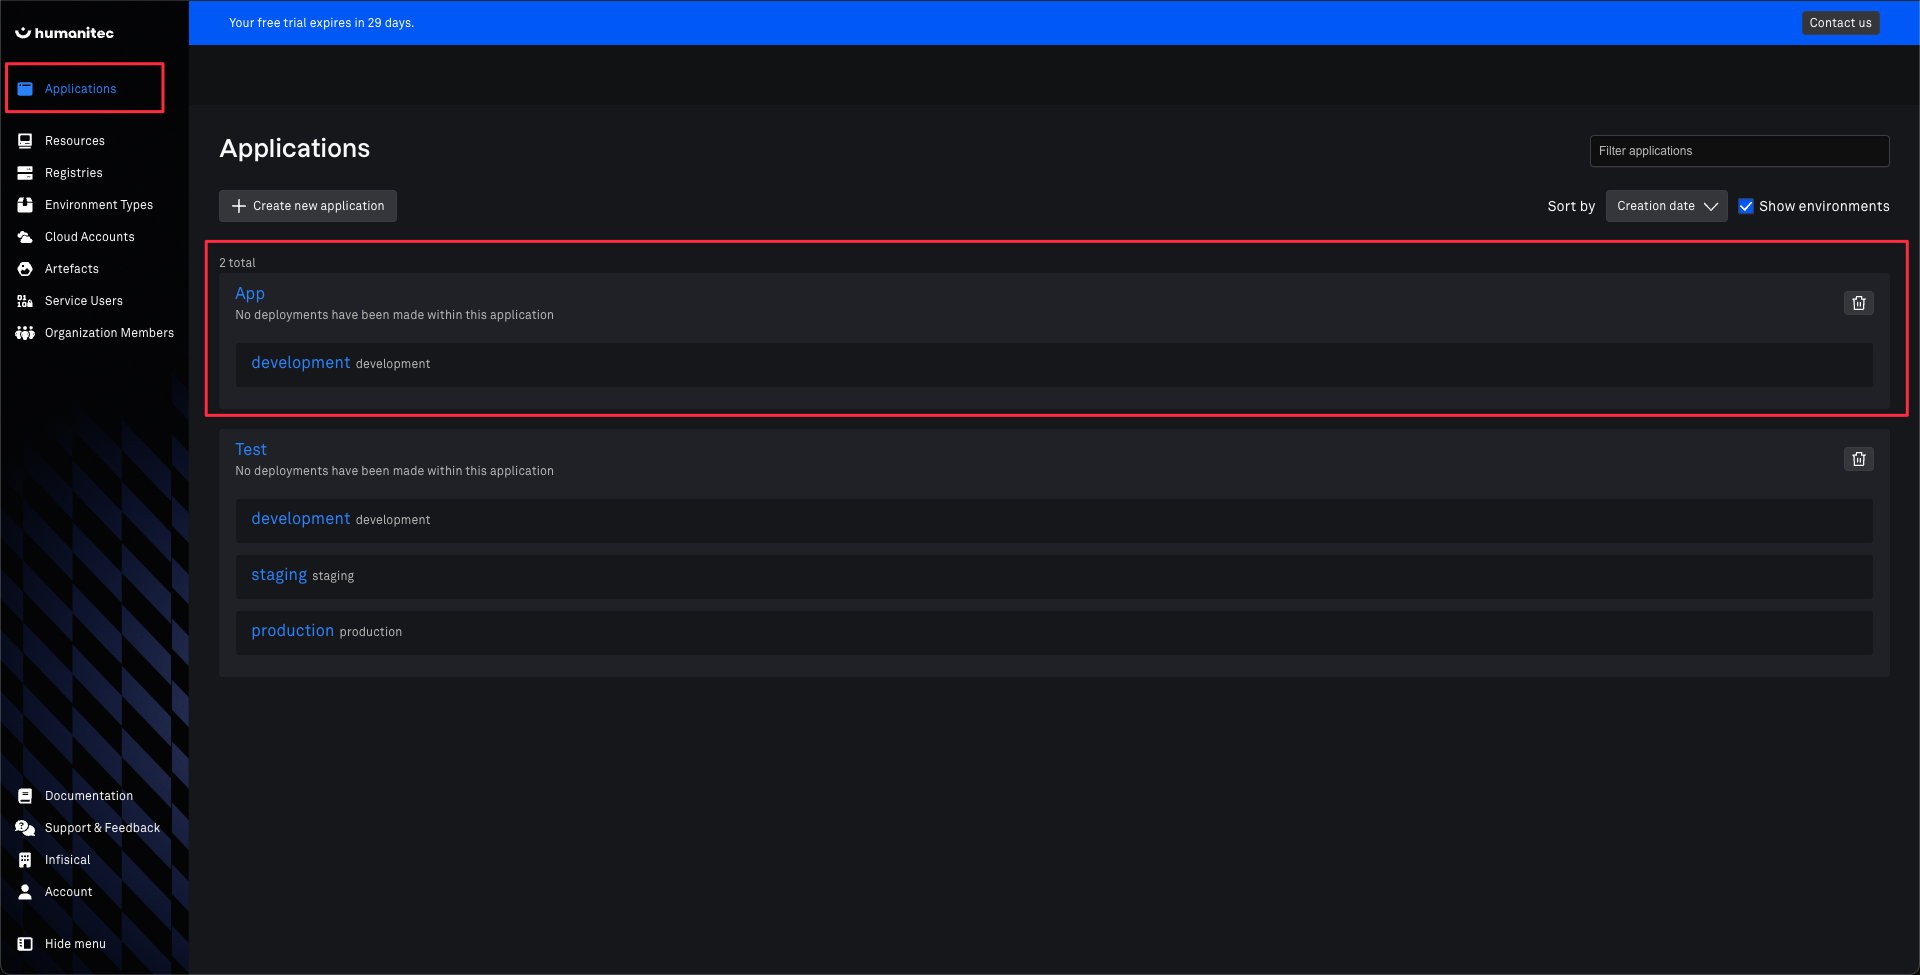 humanitec
Your free trial expires in 29 days.
Contact us
Applications
Resources
Registries
Environment Types
Cloud Accounts
Artefacts
Service Users
Organization Members
Documentation
Support & Feedback
Infisical
Account
Hide menu
Applications
Filter applications
Create new application
Sort by
Creation date
Show environments
2 total
App
No deployments have been made within this application
development development
Test
No deployments have been made within this application
development development
staging staging
production production